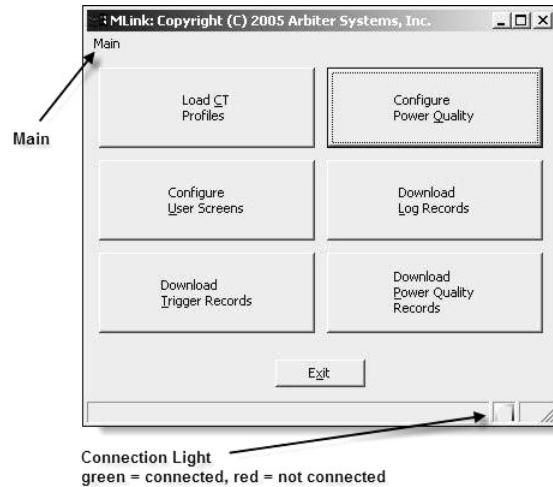 MLink: Copyright (C) 2005 Arbiter Systems, Inc.
Main
Load CT
Profiles
Configure
Power Quality
Main
Configure
User Screens
Download
Log Records
Download
Trigger Records
Download
Power Quality
Records
Exit
Connection Light
green = connected, red = not connected